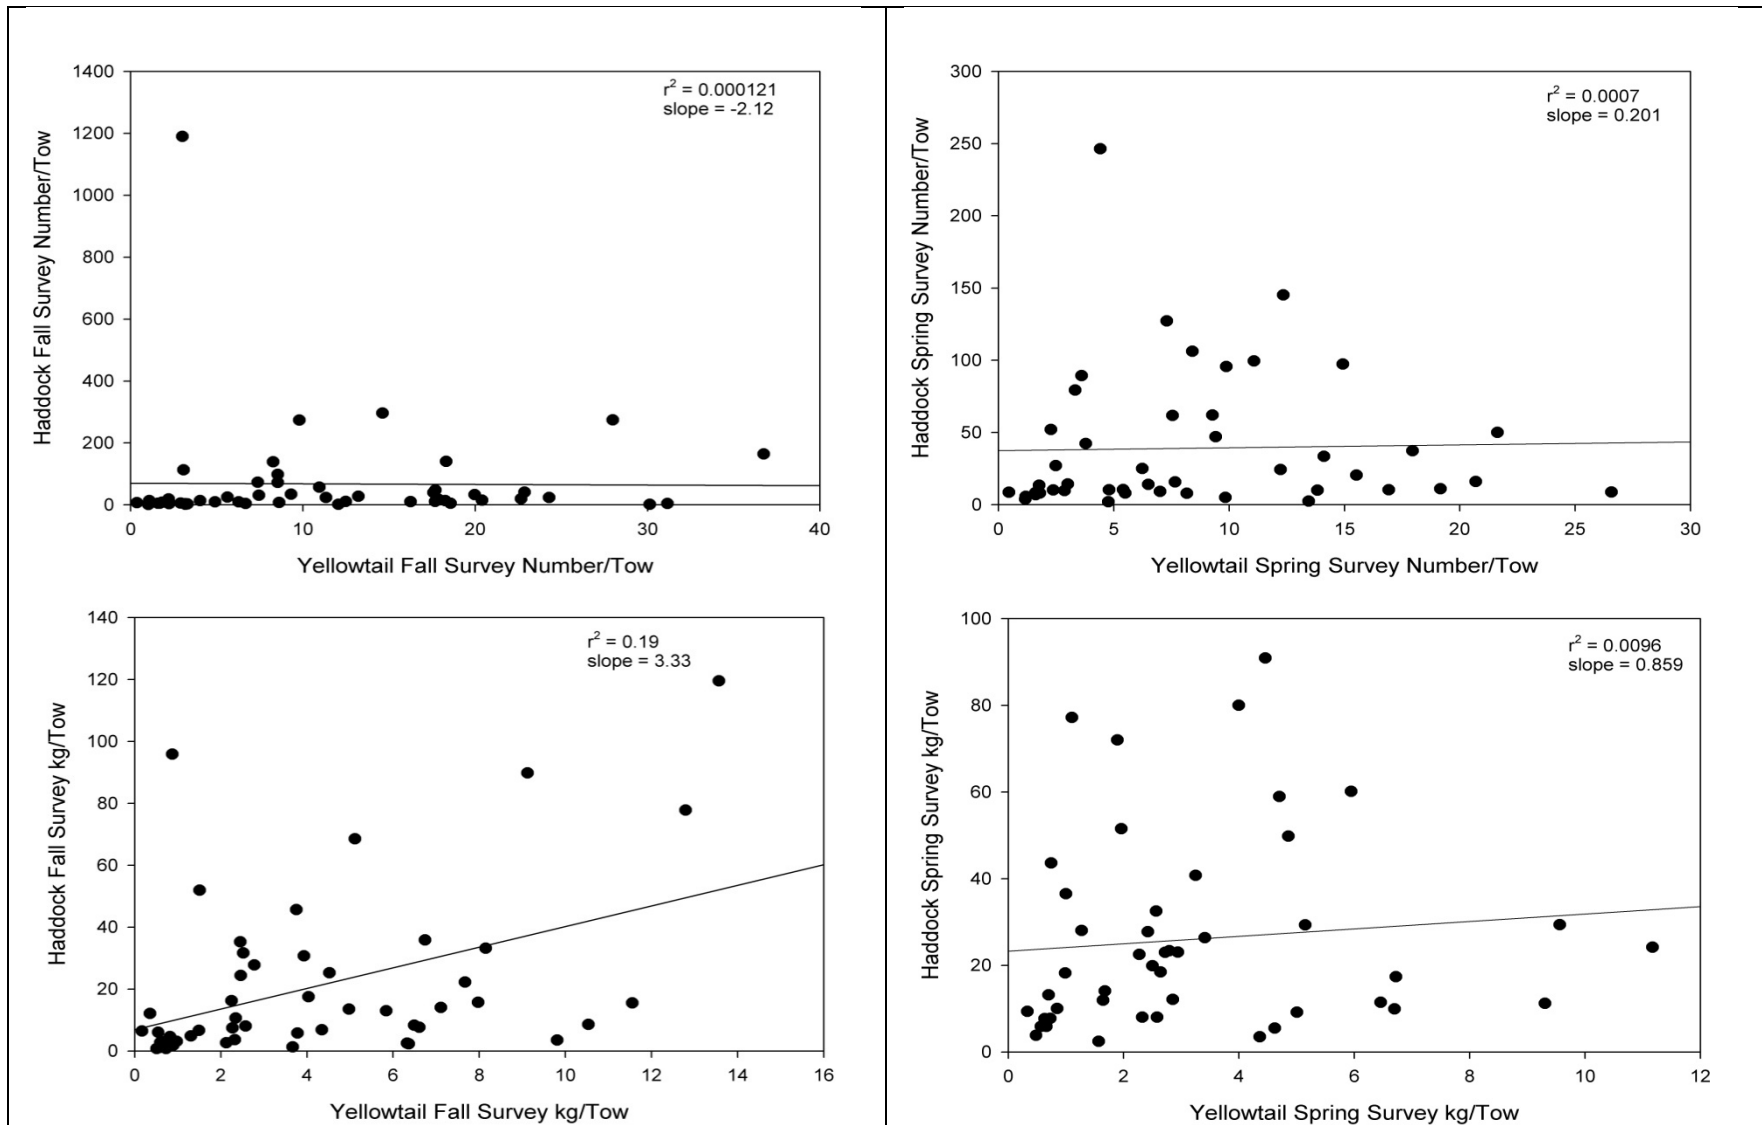 1400
1200
1000
800
600
400
200
0
0 10 20 30 40
r² = 0.000121
slope = -2.12
Haddock Fall Survey Number/Tow
Yellowtail Fall Survey Number/Tow
300
250
200
150
100
50
0
0 5 10 15 20 25 30
r² = 0.0007
slope = 0.201
Haddock Spring Survey Number/Tow
Yellowtail Spring Survey Number/Tow
140
120
100
80
60
40
20
0
0 2 4 6 8 10 12 14 16
r² = 0.19
slope = 3.33
Haddock Fall Survey kg/Tow
Yellowtail Fall Survey kg/Tow
100
80
60
40
20
0
0 2 4 6 8 10 12
r² = 0.0096
slope = 0.859
Haddock Spring Survey kg/Tow
Yellowtail Spring Survey kg/Tow